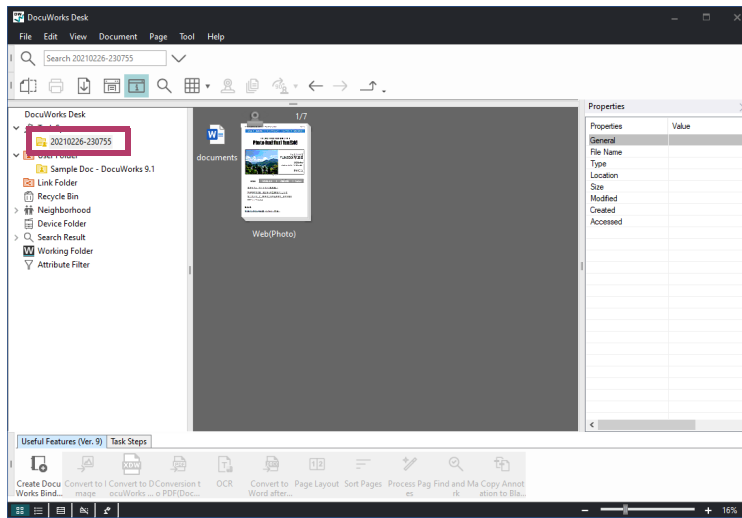 DocuWorks Desk
File Edit View Document Page Tool Help
Search 20210226-230755
DocuWorks Desk
20210226-230755
User Folder
Sample Doc - DocuWorks 9.1
Link Folder
Recycle Bin
Neighborhood
Device Folder
Search Result
Working Folder
Attribute Filter
documents
1/7
Web(Photo)
Properties
Properties Value
General
File Name
Type
Location
Size
Modified
Created
Accessed
Useful Features (Ver. 9) Task Steps
Create Docu
Works Bind...
Convert to I
mage
Convert to D
ocuWorks ...
Conversion t
o PDF(Doc...
OCR
Convert to
Word after...
Page Layout
Sort Pages
Process Pag
es
Find and Ma
rk
Copy Annot
ation to Bla...
16%